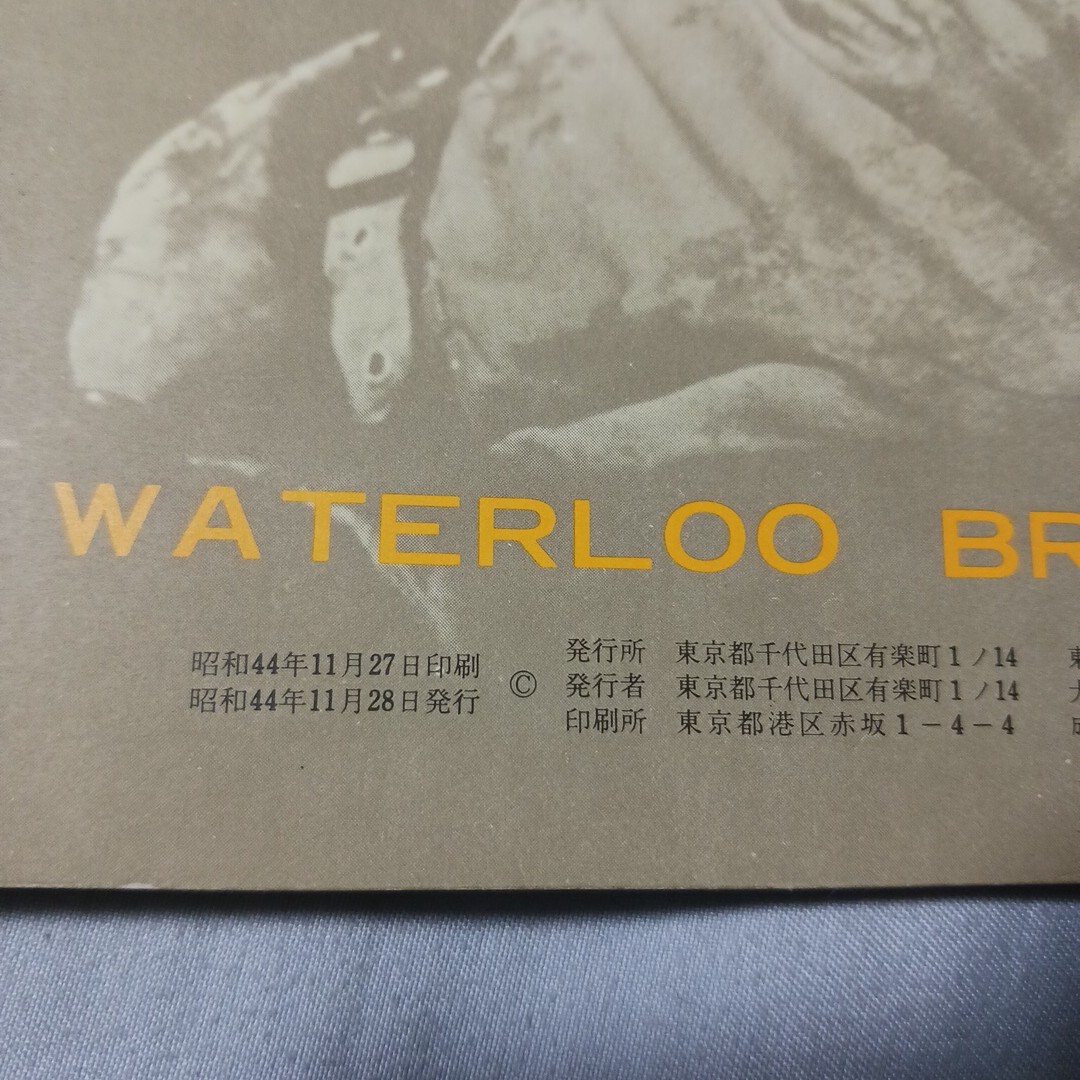 WATERLOO BR
昭和44年11月27日印刷
昭和44年11月28日発行
©
発行所 東京都千代田区有楽町1ノ14
発行者 東京都千代田区有楽町1ノ14
印刷所 東京都港区赤坂1-4-4